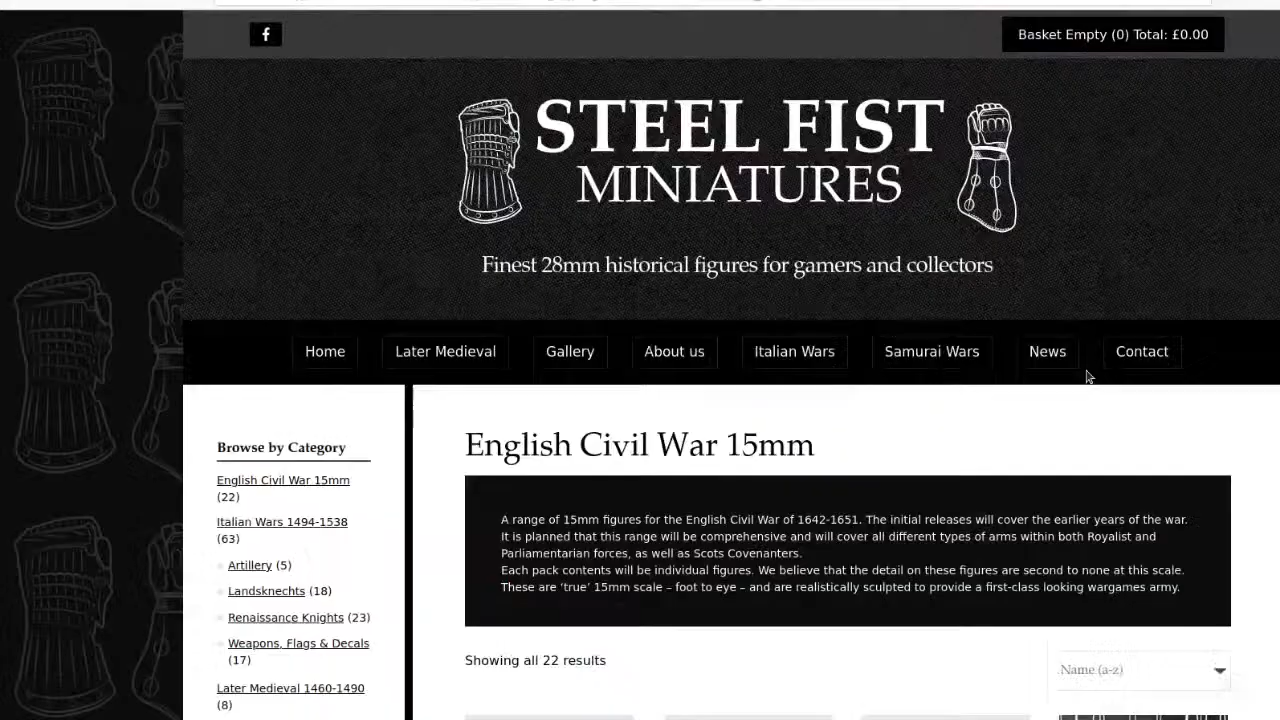 f
Basket Empty (0) Total: £0.00
STEEL FIST
MINIATURES
Finest 28mm historical figures for gamers and collectors
Home Later Medieval Gallery About us Italian Wars Samurai Wars News Contact
Browse by Category
English Civil War 15mm
(22)
Italian Wars 1494-1538
(63)
Artillery (5)
Landsknechts (18)
Renaissance Knights (23)
Weapons, Flags & Decals
(17)
Later Medieval 1460-1490
(8)
English Civil War 15mm
A range of 15mm figures for the English Civil War of 1642-1651. The initial releases will cover the earlier years of the war.
It is planned that this range will be comprehensive and will cover all different types of arms within both Royalist and
Parliamentarian forces, as well as Scots Covenanters.
Each pack contents will be individual figures. We believe that the detail on these figures are second to none at this scale.
These are ‘true’ 15mm scale – foot to eye – and are realistically sculpted to provide a first-class looking wargames army.
Showing all 22 results
Name (a-z)